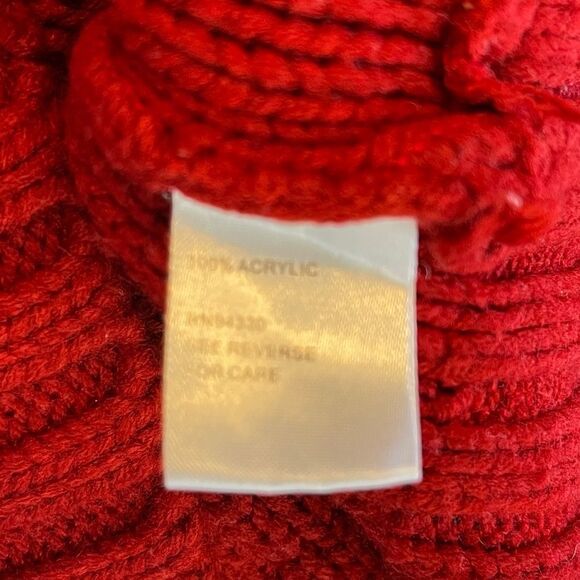 100% ACRYLIC
RN94330
SEE REVERSE
FOR CARE